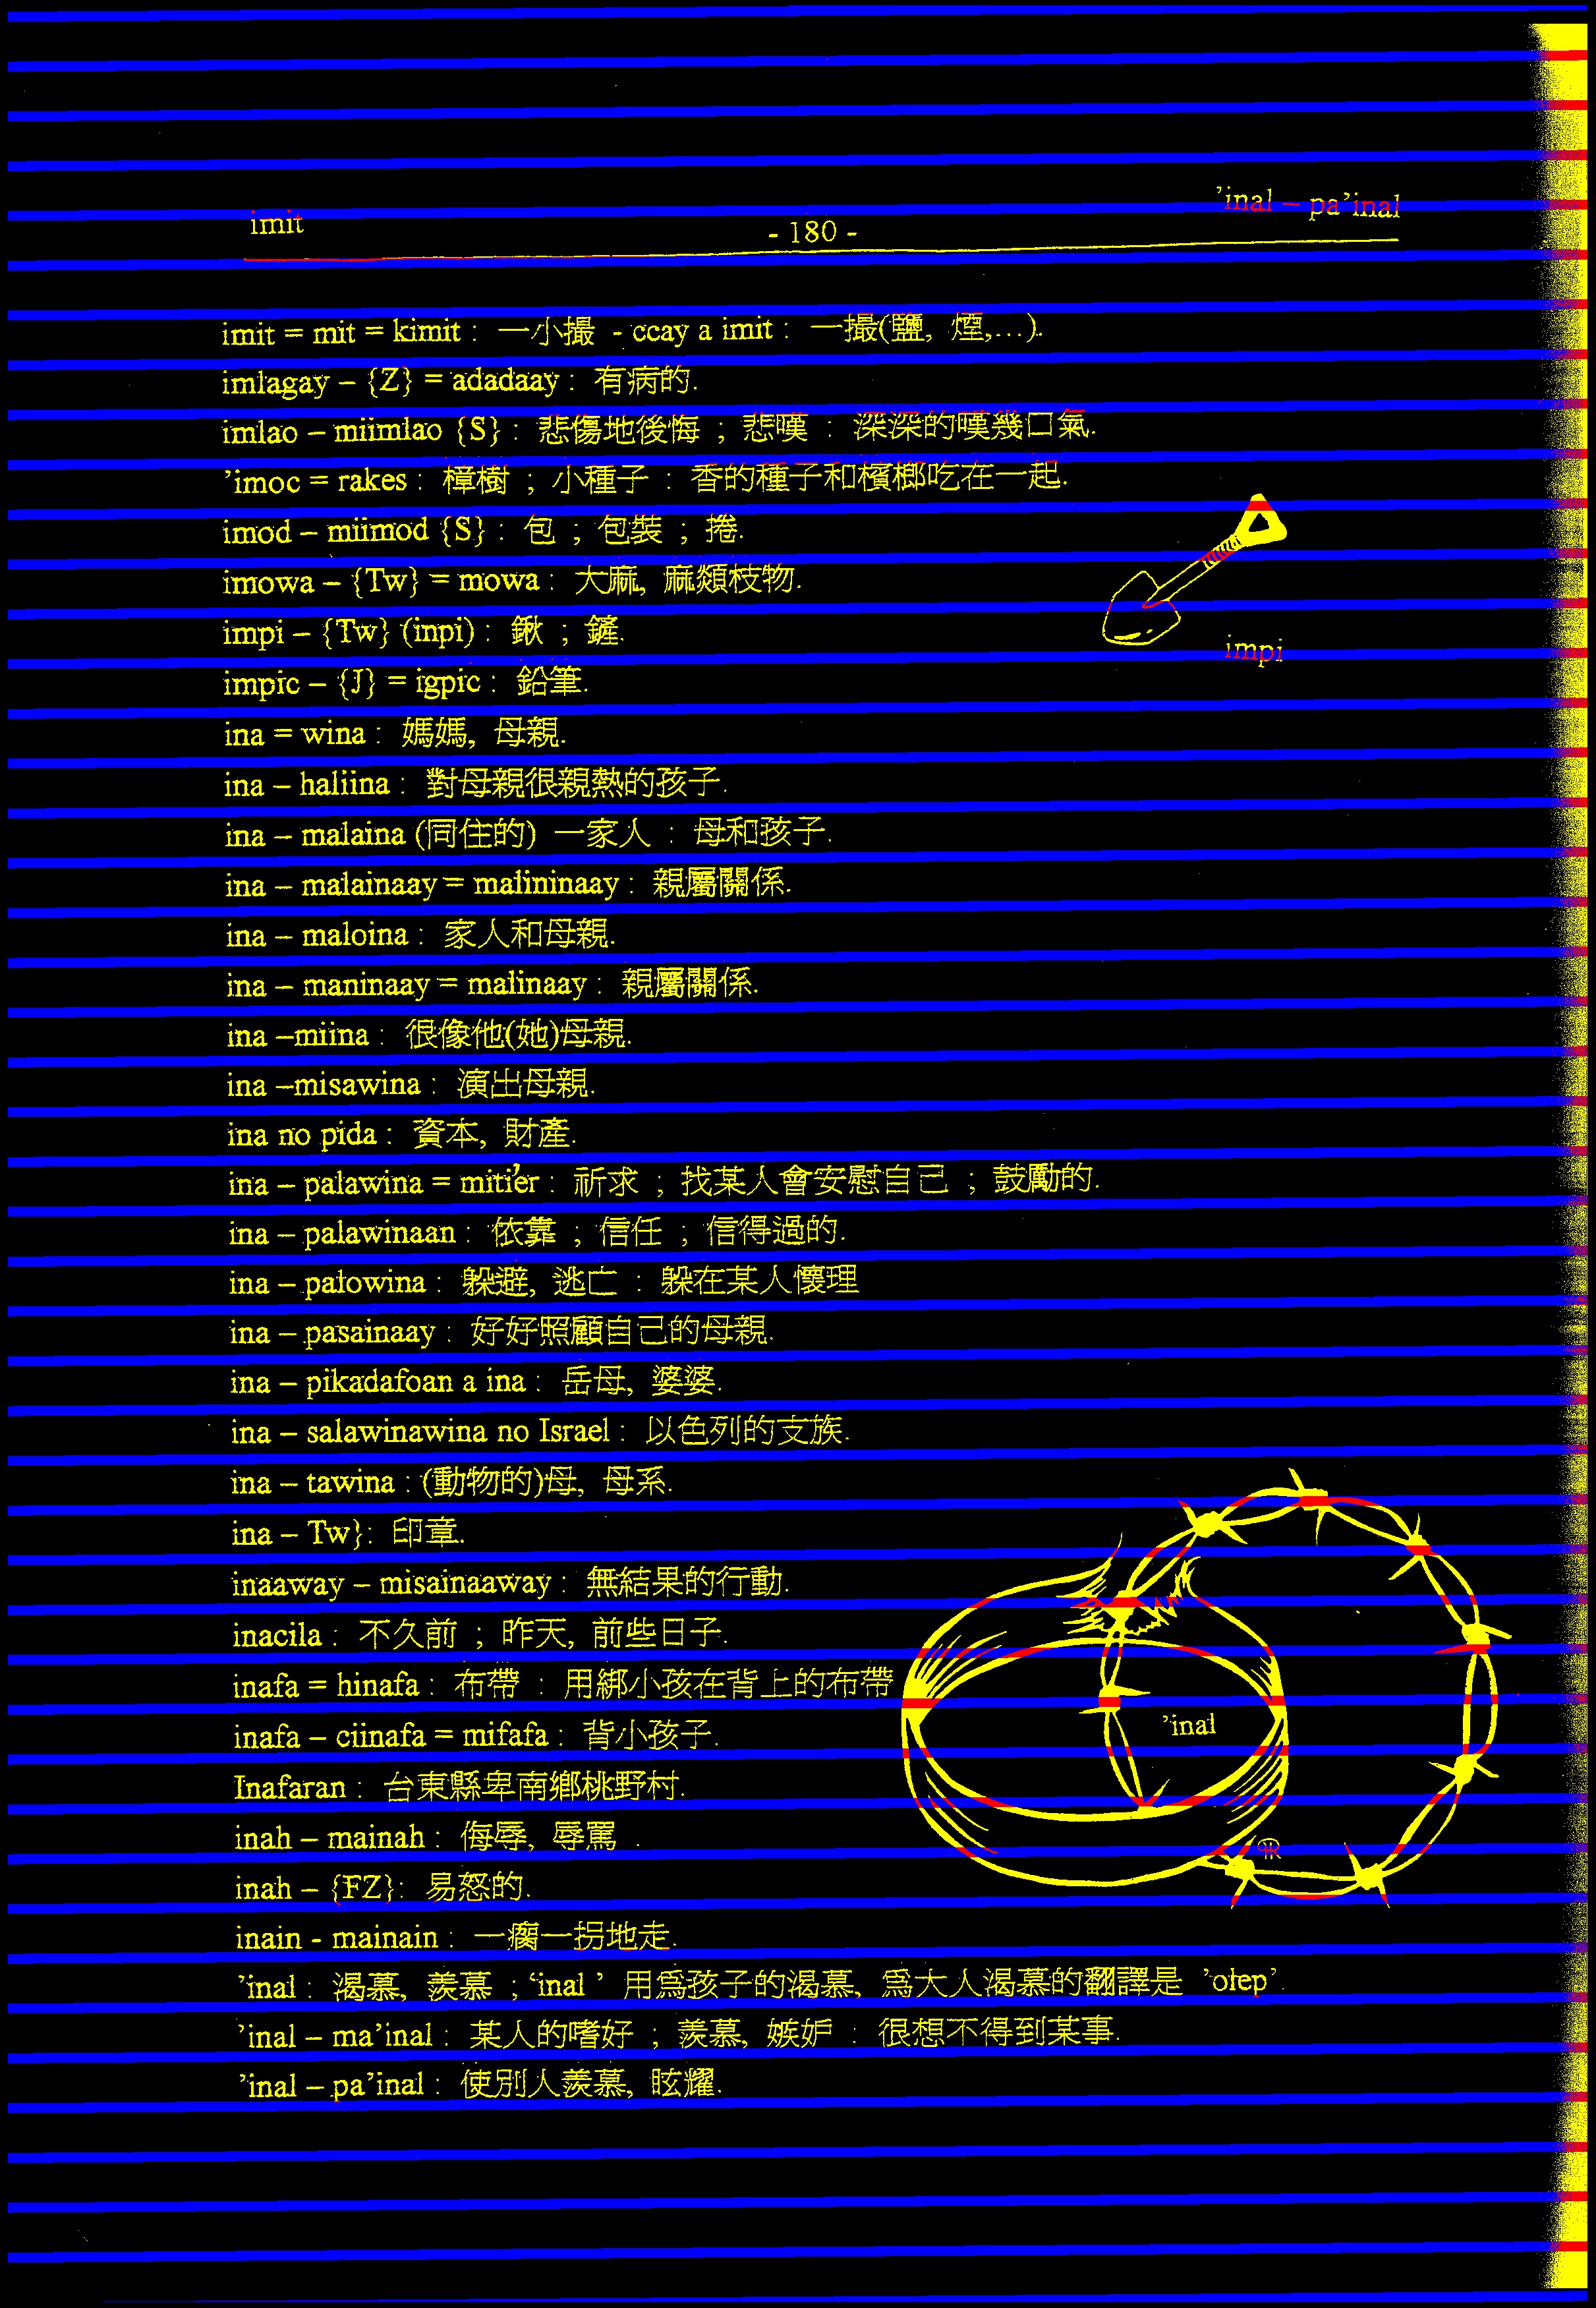 imit - 180 - 'inal – pa'inal
imit = mit = kimit : 一小撮 - ccay a imit : 一撮(鹽, 煙,...).
imlagay – {Z} = adadaay : 有病的.
imlao – miimlao {S} : 悲傷地後悔 ; 悲嘆 : 深深的嘆幾口氣.
'imoc = rakes : 樟樹 ; 小種子 : 香的種子和檳榔吃在一起.
imod – miimod {S} : 包 ; 包裝 ; 捲.
imowa – {Tw} = mowa : 大麻, 麻類枝物.
impi – {Tw} (inpi) : 鍬 ; 鏟.
impi
impic – {J} = igpic : 鉛筆.
ina = wina : 媽媽, 母親.
ina – haliina : 對母親很親熱的孩子.
ina – malaina (同住的) 一家人 : 母和孩子.
ina – malainaay = malininaay : 親屬關係.
ina – maloina : 家人和母親.
ina – maninaay = malinaay : 親屬關係.
ina –miina : 很像他(她)母親.
ina –misawina : 演出母親.
ina no pida : 資本, 財產.
ina – palawina = miti'er : 祈求 ; 找某人會安慰自己 ; 鼓勵的.
ina – palawinaan : 依靠 ; 信任 ; 信得過的.
ina – patowina : 躲避, 逃亡 : 躲在某人懷理
ina – pasainaay : 好好照顧自己的母親.
ina – pikadafoan a ina : 岳母, 婆婆.
ina – salawinawina no Israel : 以色列的支族.
ina – tawina : (動物的)母, 母系.
ina – Tw}: 印章.
inaaway – misainaaway : 無結果的行動.
inacila : 不久前 ; 昨天, 前些日子.
inafa = hinafa : 布帶 : 用綁小孩在背上的布帶
inafa – ciinafa = mifafa : 背小孩子.
'inal
Inafaran : 台東縣卑南鄉桃野村.
inah – mainah : 侮辱, 辱罵 .
inah – {FZ}: 易怒的.
inain - mainain : 一瘸一拐地走.
'inal : 渴慕, 羨慕 ; 'inal ' 用爲孩子的渴慕, 爲大人渴慕的翻譯是 'olep'.
'inal – ma'inal : 某人的嗜好 ; 羨慕, 嫉妒 : 很想不得到某事.
'inal – pa'inal : 使別人羨慕, 眩耀.